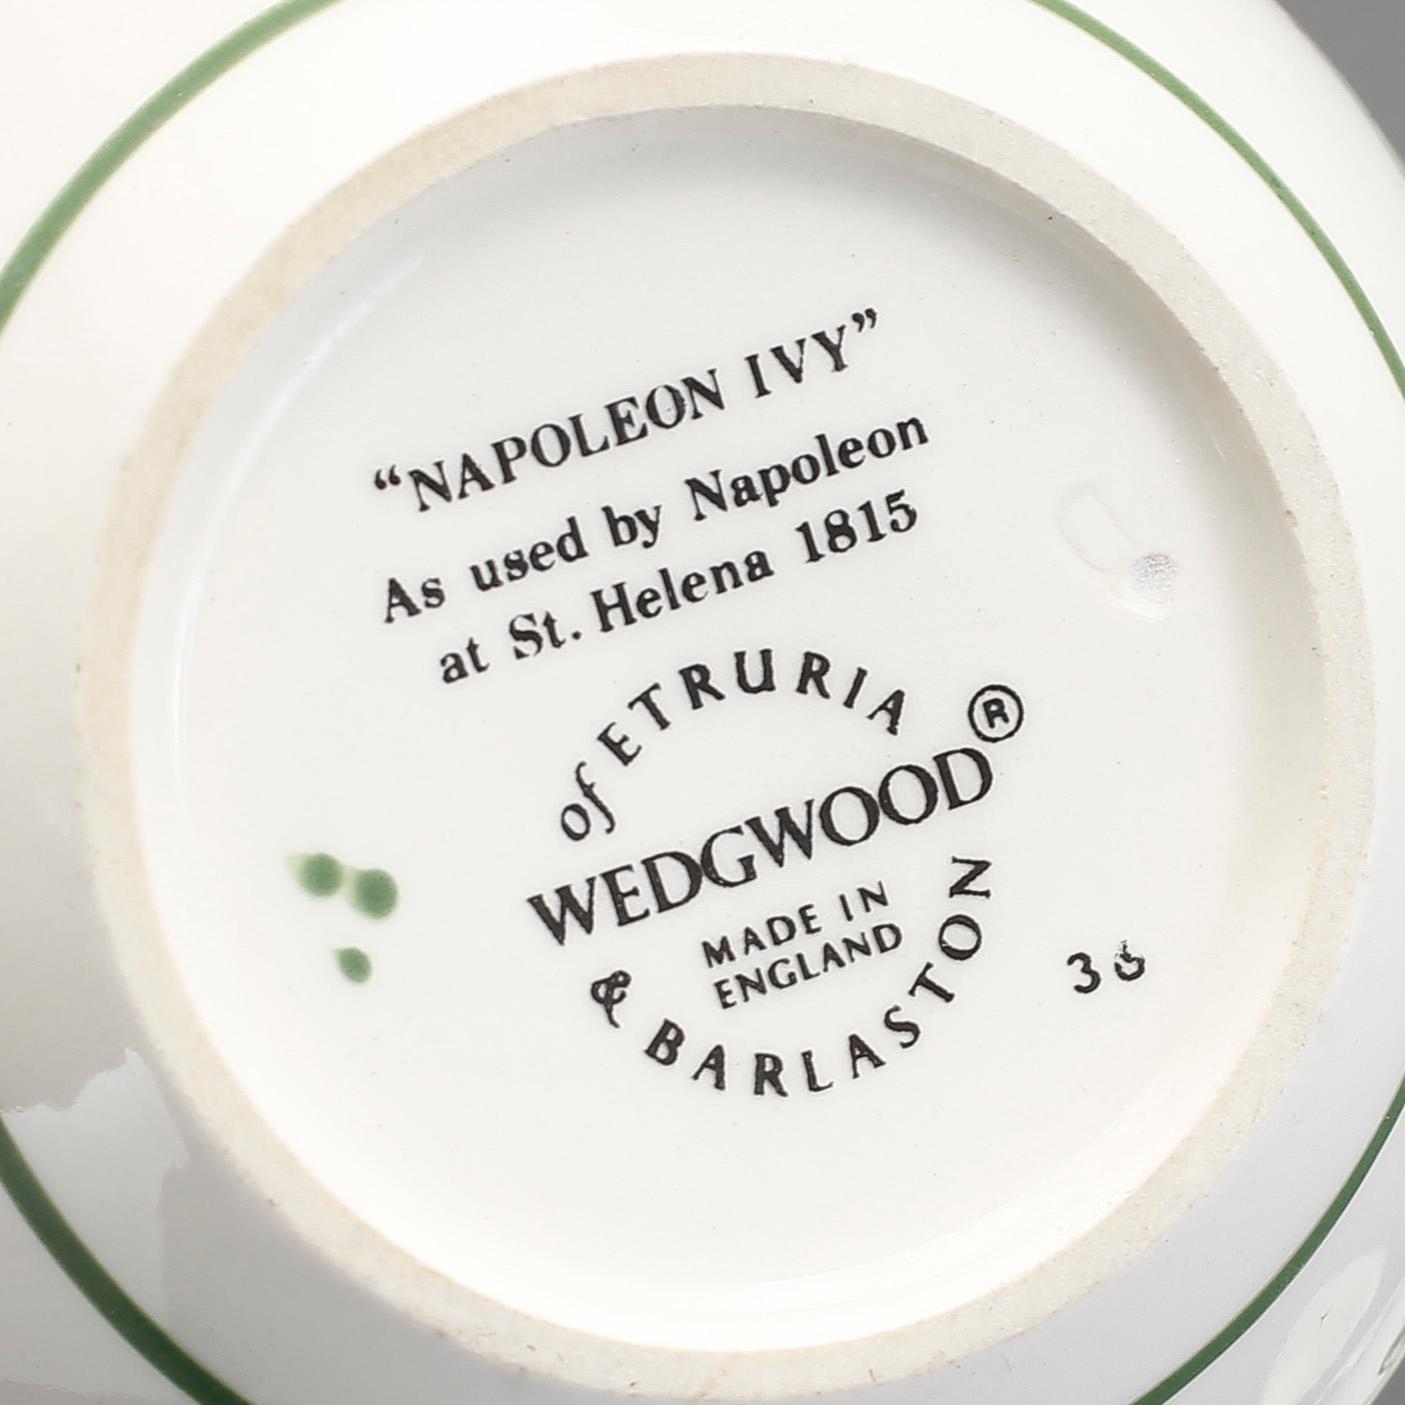 “NAPOLEON IVY”
As used by Napoleon
at St. Helena 1815
of ETRURIA
WEDGWOOD®
MADE IN
ENGLAND
& BARLASTON